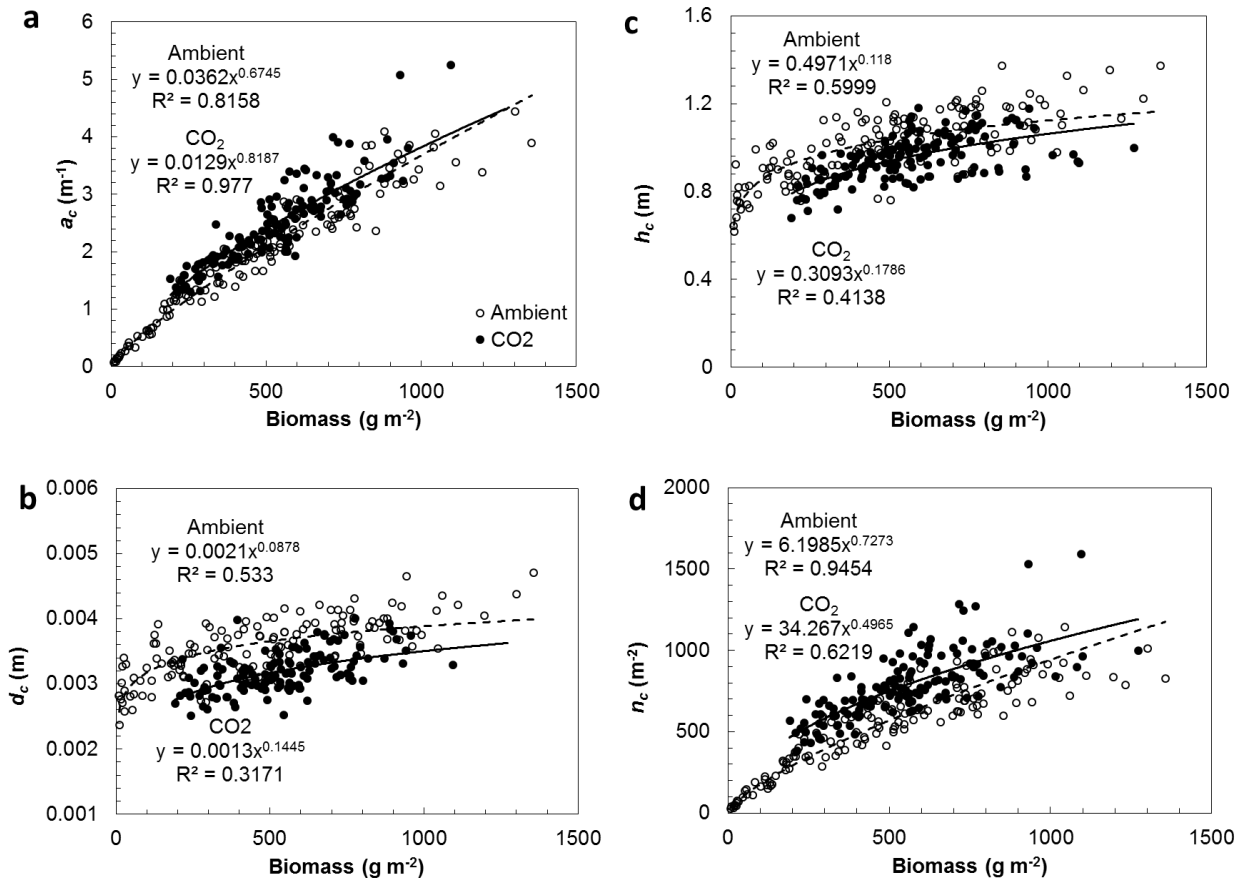 a
6
5
4
3
2
1
0
a_c (m⁻¹)
Ambient
y = 0.0362x^0.6745
R² = 0.8158
CO₂
y = 0.0129x^0.8187
R² = 0.977
Ambient
CO2
0 500 1000 1500
Biomass (g m⁻²)
c
1.6
1.2
0.8
0.4
0
h_c (m)
Ambient
y = 0.4971x^0.118
R² = 0.5999
CO₂
y = 0.3093x^0.1786
R² = 0.4138
0 500 1000 1500
Biomass (g m⁻²)
b
0.006
0.005
0.004
0.003
0.002
0.001
d_c (m)
Ambient
y = 0.0021x^0.0878
R² = 0.533
CO2
y = 0.0013x^0.1445
R² = 0.3171
0 500 1000 1500
Biomass (g m⁻²)
d
2000
1500
1000
500
0
n_c (m⁻²)
Ambient
y = 6.1985x^0.7273
R² = 0.9454
CO₂
y = 34.267x^0.4965
R² = 0.6219
0 500 1000 1500
Biomass (g m⁻²)